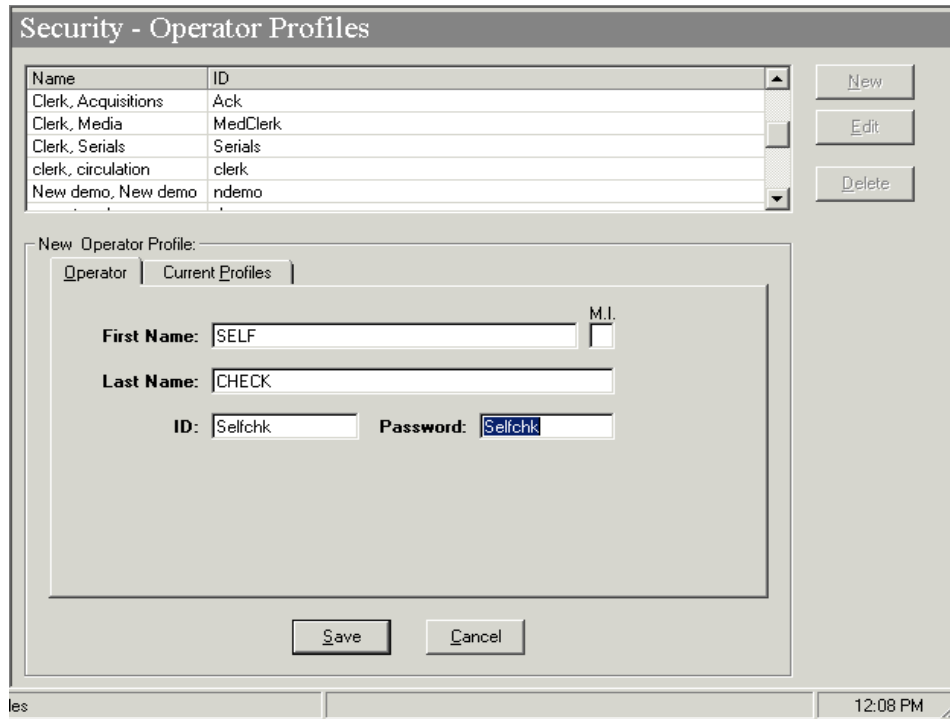 Security - Operator Profiles
Name ID
New
Clerk, Acquisitions Ack
Clerk, Media MedClerk
Edit
Clerk, Serials Serials
clerk, circulation clerk
New demo, New demo ndemo
Delete
New Operator Profile:
Operator Current Profiles
M.I.
First Name: SELF
Last Name: CHECK
ID: Selfchk Password: Selfchk
Save Cancel
les 12:08 PM